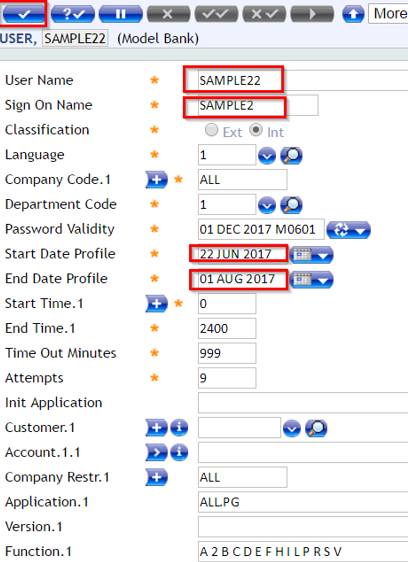 More
USER, SAMPLE22 (Model Bank)
User Name * SAMPLE22
Sign On Name * SAMPLE2
Classification * Ext Int
Language * 1
Company Code.1 * ALL
Department Code * 1
Password Validity * 01 DEC 2017 M0601
Start Date Profile * 22 JUN 2017
End Date Profile * 01 AUG 2017
Start Time.1 * 0
End Time.1 * 2400
Time Out Minutes * 999
Attempts * 9
Init Application
Customer.1
Account.1.1
Company Restr.1 ALL
Application.1 ALL.PG
Version.1
Function.1 A 2 B C D E F H I L P R S V